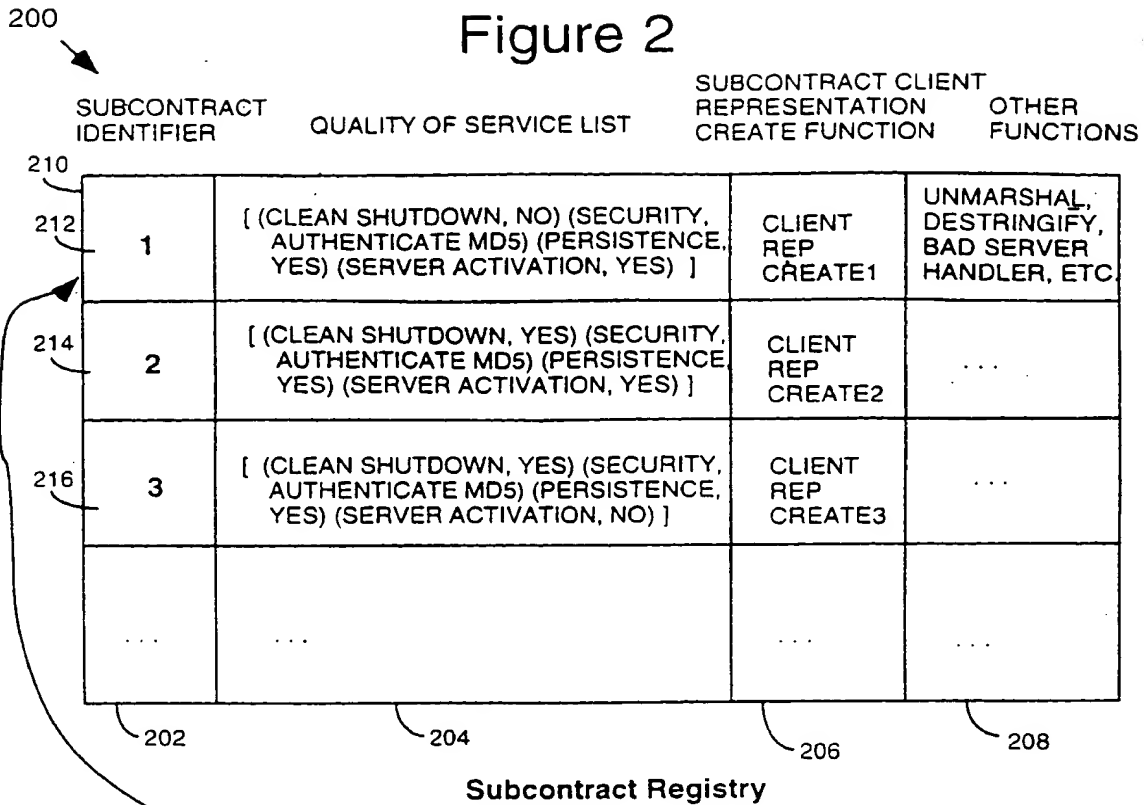 200
Figure 2
SUBCONTRACT
IDENTIFIER
QUALITY OF SERVICE LIST
SUBCONTRACT CLIENT
REPRESENTATION
CREATE FUNCTION
OTHER
FUNCTIONS
210
212
1
[ (CLEAN SHUTDOWN, NO) (SECURITY,
AUTHENTICATE MD5) (PERSISTENCE,
YES) (SERVER ACTIVATION, YES) ]
CLIENT
REP
CREATE1
UNMARSHAL,
DESTRINGIFY,
BAD SERVER
HANDLER, ETC.
214
2
[ (CLEAN SHUTDOWN, YES) (SECURITY,
AUTHENTICATE MD5) (PERSISTENCE,
YES) (SERVER ACTIVATION, YES) ]
CLIENT
REP
CREATE2
...
216
3
[ (CLEAN SHUTDOWN, YES) (SECURITY,
AUTHENTICATE MD5) (PERSISTENCE,
YES) (SERVER ACTIVATION, NO) ]
CLIENT
REP
CREATE3
...
... ... ... ...
202
204
206
208
Subcontract Registry